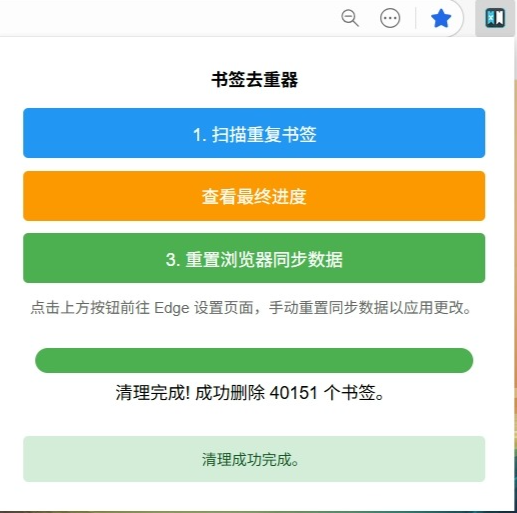 书签去重器
1. 扫描重复书签
查看最终进度
3. 重置浏览器同步数据
点击上方按钮前往 Edge 设置页面，手动重置同步数据以应用更改。
清理完成! 成功删除 40151 个书签。
清理成功完成。